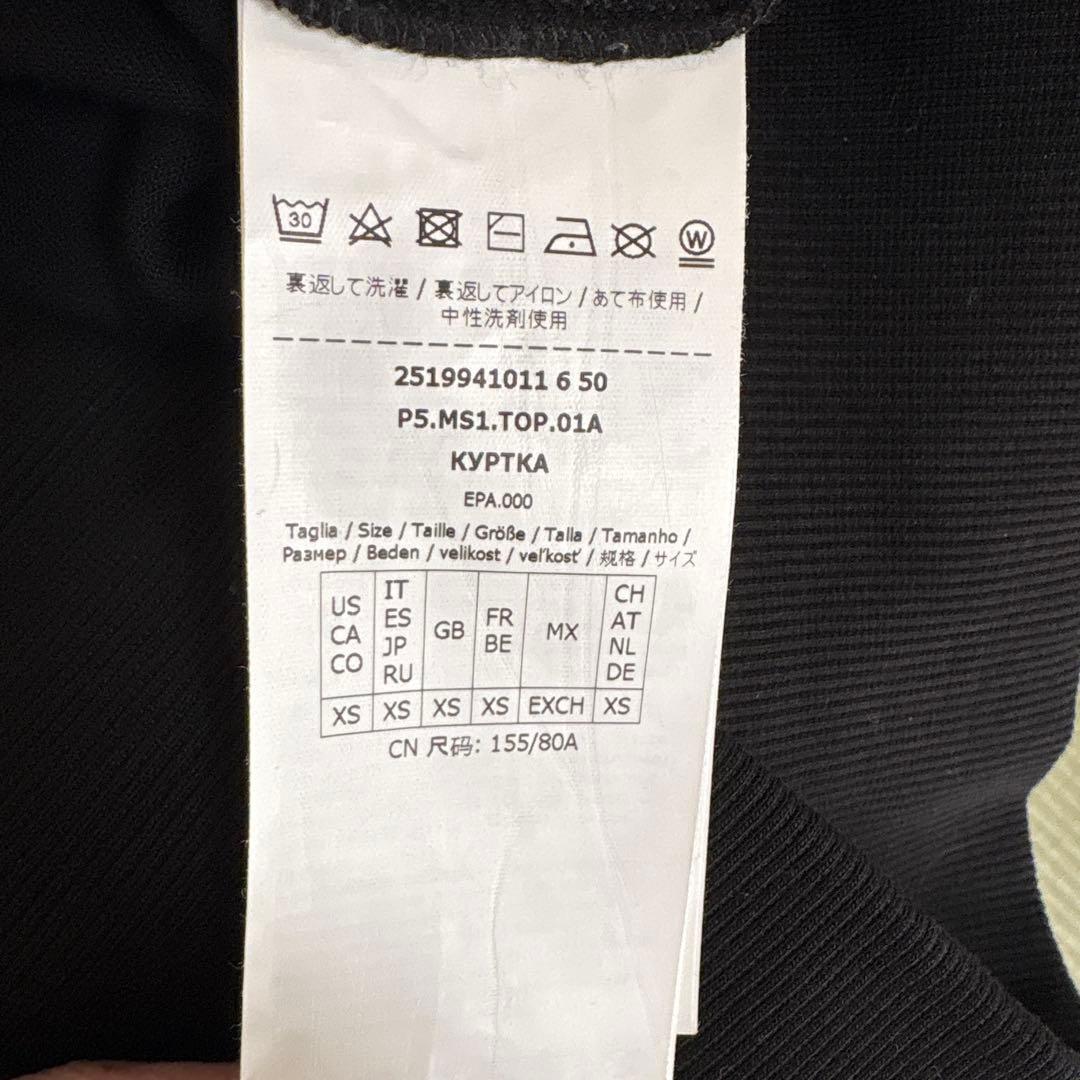 30
W
裏返して洗濯 / 裏返してアイロン / あて布使用 /
中性洗剤使用
2519941011 6 50
P5.MS1.TOP.01A
КУРТКА
EPA.000
Taglia / Size / Taille / Größe / Talla / Tamanho /
Размер / Beden / velikost / veľkosť / 规格 / サイズ
US CA CO
IT ES JP RU
GB
FR BE
MX
CH AT NL DE
XS XS XS XS EXCH XS
CN 尺码: 155/80A